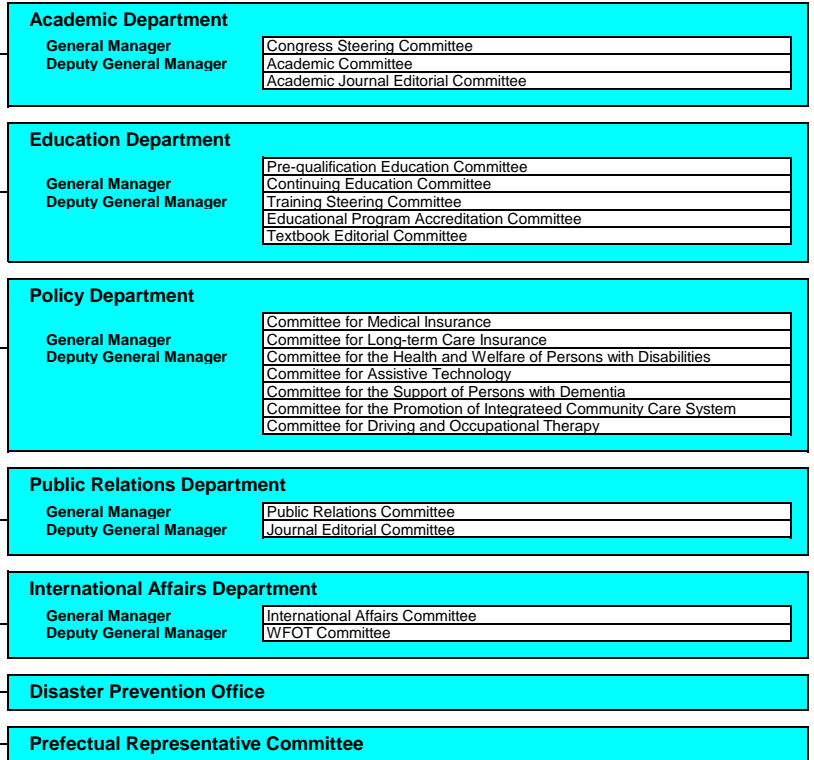 Academic Department
General Manager Congress Steering Committee
Deputy General Manager Academic Committee
Academic Journal Editorial Committee
Education Department
Pre-qualification Education Committee
General Manager Continuing Education Committee
Deputy General Manager Training Steering Committee
Educational Program Accreditation Committee
Textbook Editorial Committee
Policy Department
Committee for Medical Insurance
General Manager Committee for Long-term Care Insurance
Deputy General Manager Committee for the Health and Welfare of Persons with Disabilities
Committee for Assistive Technology
Committee for the Support of Persons with Dementia
Committee for the Promotion of Integrateed Community Care System
Committee for Driving and Occupational Therapy
Public Relations Department
General Manager Public Relations Committee
Deputy General Manager Journal Editorial Committee
International Affairs Department
General Manager International Affairs Committee
Deputy General Manager WFOT Committee
Disaster Prevention Office
Prefectual Representative Committee